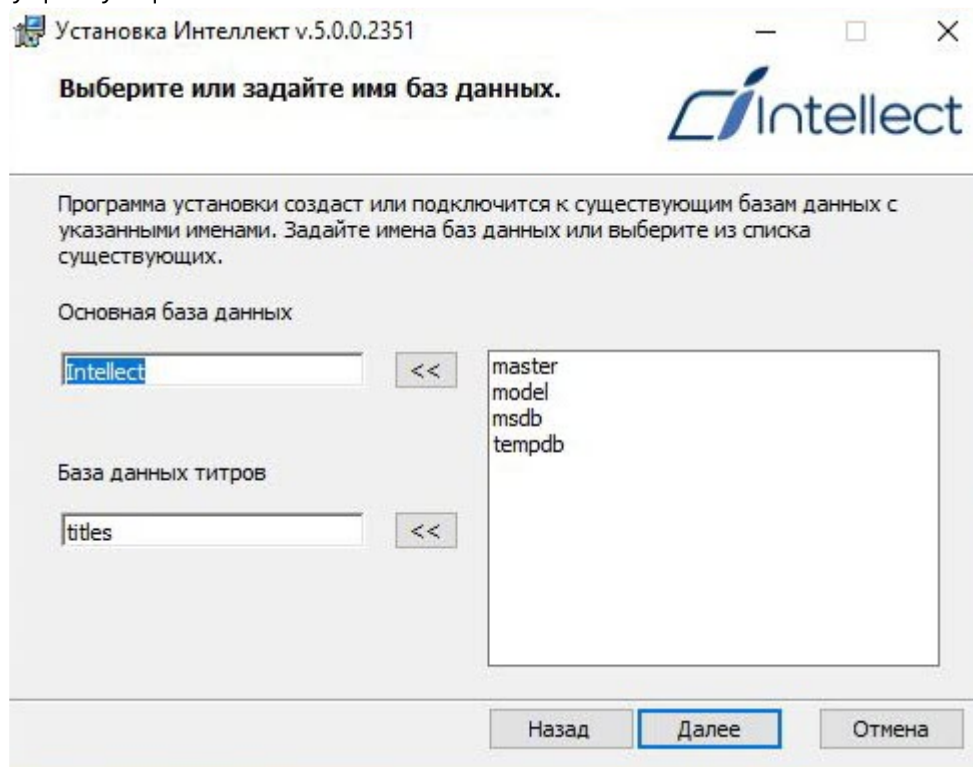 Установка Интеллект v.5.0.0.2351
Выберите или задайте имя баз данных.
Intellect
Программа установки создаст или подключится к существующим базам данных с
указанными именами. Задайте имена баз данных или выберите из списка
существующих.
Основная база данных
Intellect
<<
master
model
msdb
tempdb
База данных титров
titles
<<
Назад
Далее
Отмена